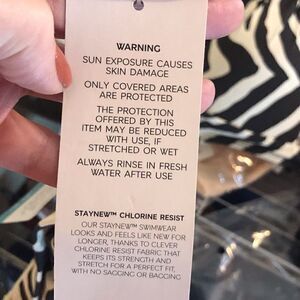 WARNING
SUN EXPOSURE CAUSES
SKIN DAMAGE
ONLY COVERED AREAS
ARE PROTECTED
THE PROTECTION
OFFERED BY THIS
ITEM MAY BE REDUCED
WITH USE, IF
STRETCHED OR WET
ALWAYS RINSE IN FRESH
WATER AFTER USE
STAYNEW™ CHLORINE RESIST
OUR STAYNEW™ SWIMWEAR
LOOKS AND FEELS LIKE NEW FOR
LONGER, THANKS TO CLEVER
CHLORINE RESIST FABRIC THAT
KEEPS ITS STRENGTH AND
STRETCH FOR A PERFECT FIT,
WITH NO SAGGING OR BAGGING